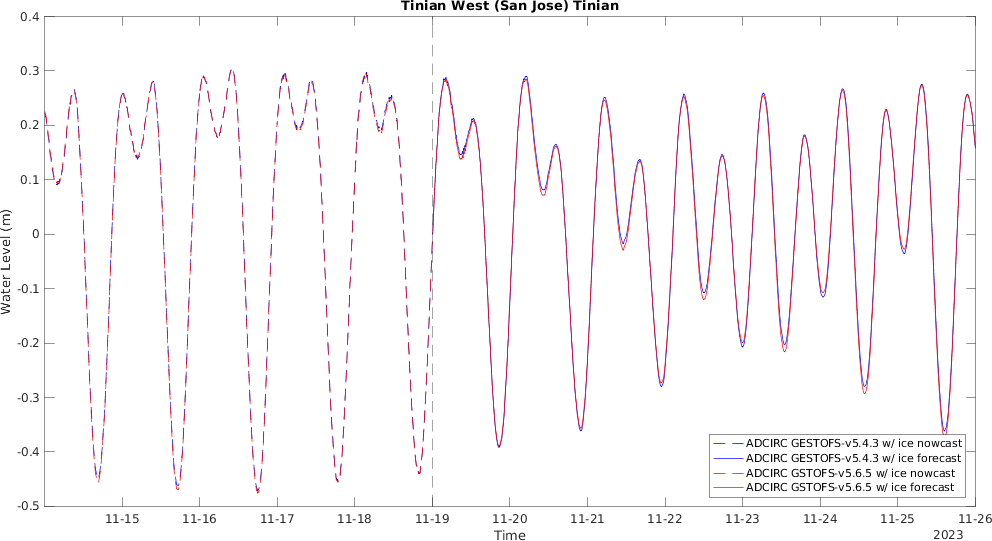 Tinian West (San Jose) Tinian
0.4
0.3
0.2
0.1
0
-0.1
-0.2
-0.3
-0.4
-0.5
Water Level (m)
ADCIRC GESTOFS-v5.4.3 w/ ice nowcast
ADCIRC GESTOFS-v5.4.3 w/ ice forecast
ADCIRC GSTOFS-v5.6.5 w/ ice nowcast
ADCIRC GSTOFS-v5.6.5 w/ ice forecast
11-15 11-16 11-17 11-18 11-19 11-20 11-21 11-22 11-23 11-24 11-25 11-26
Time
2023